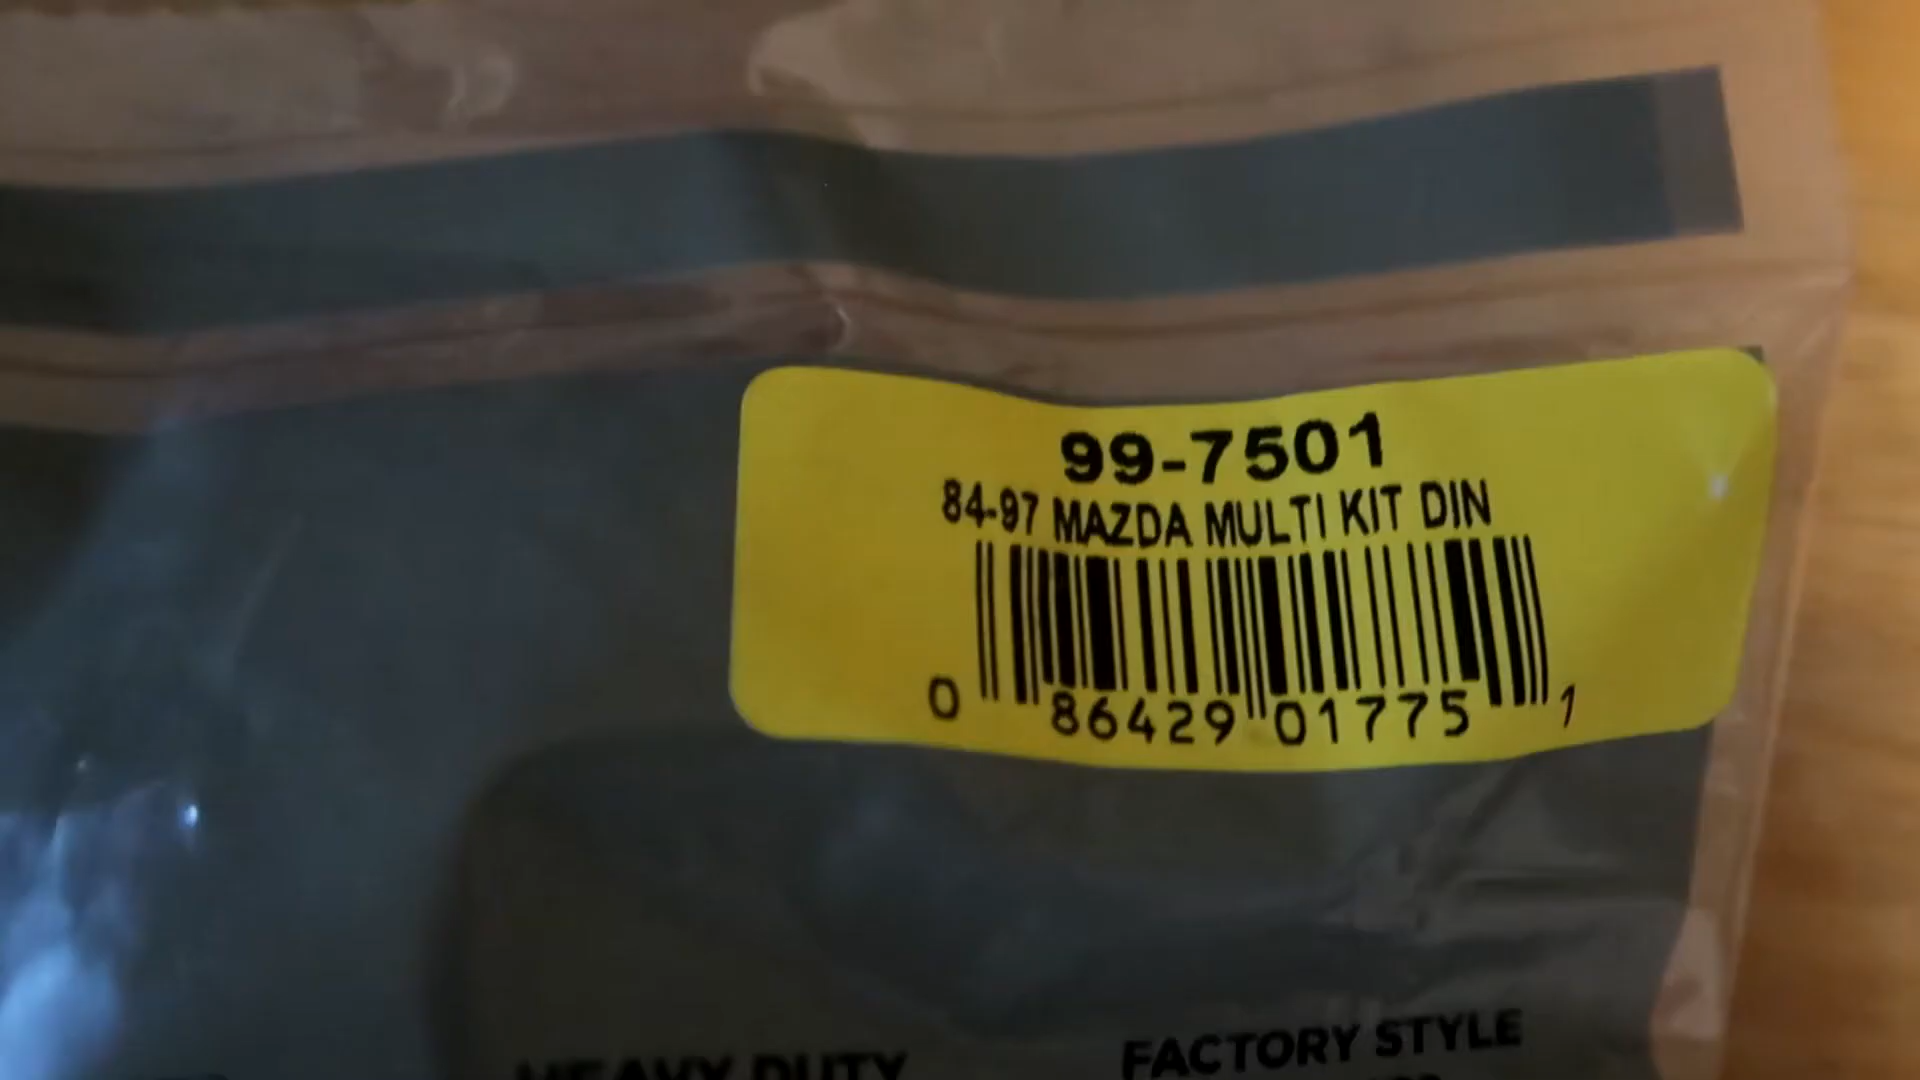 99-7501
84-97 MAZDA MULTI KIT DIN
0 86429 01775 1
HEAVY DUTY
FACTORY STYLE